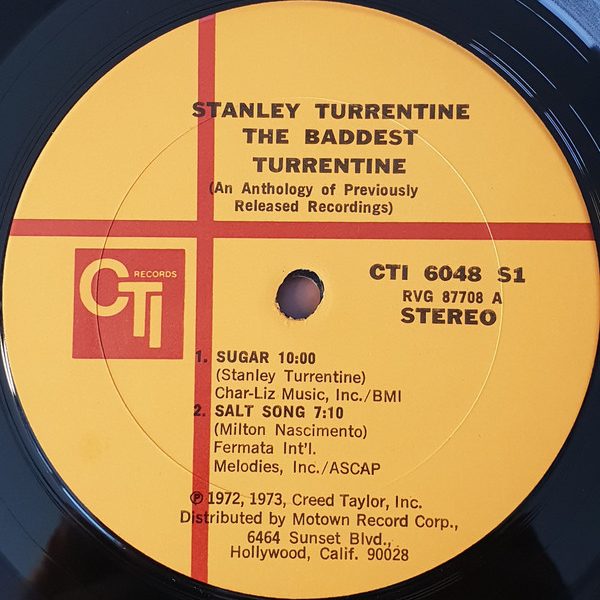 STANLEY TURRENTINE
THE BADDEST
TURRENTINE
(An Anthology of Previously
Released Recordings)
CTI RECORDS
CTI 6048 S1
RVG 87708 A
STEREO
1. SUGAR 10:00
(Stanley Turrentine)
Char-Liz Music, Inc./BMI
2. SALT SONG 7:10
(Milton Nascimento)
Fermata Int'l.
Melodies, Inc./ASCAP
℗ 1972, 1973, Creed Taylor, Inc.
Distributed by Motown Record Corp.,
6464 Sunset Blvd.,
Hollywood, Calif. 90028